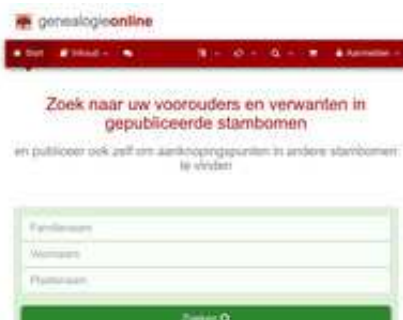 genealogieonline
Start Inhoud Aanmelden
Zoek naar uw voorouders en verwanten in
gepubliceerde stambomen
en publiceer ook zelf om aanknopingspunten in andere stambomen
te vinden
Familienaam
Voornaam
Plaatsnaam
Zoeken